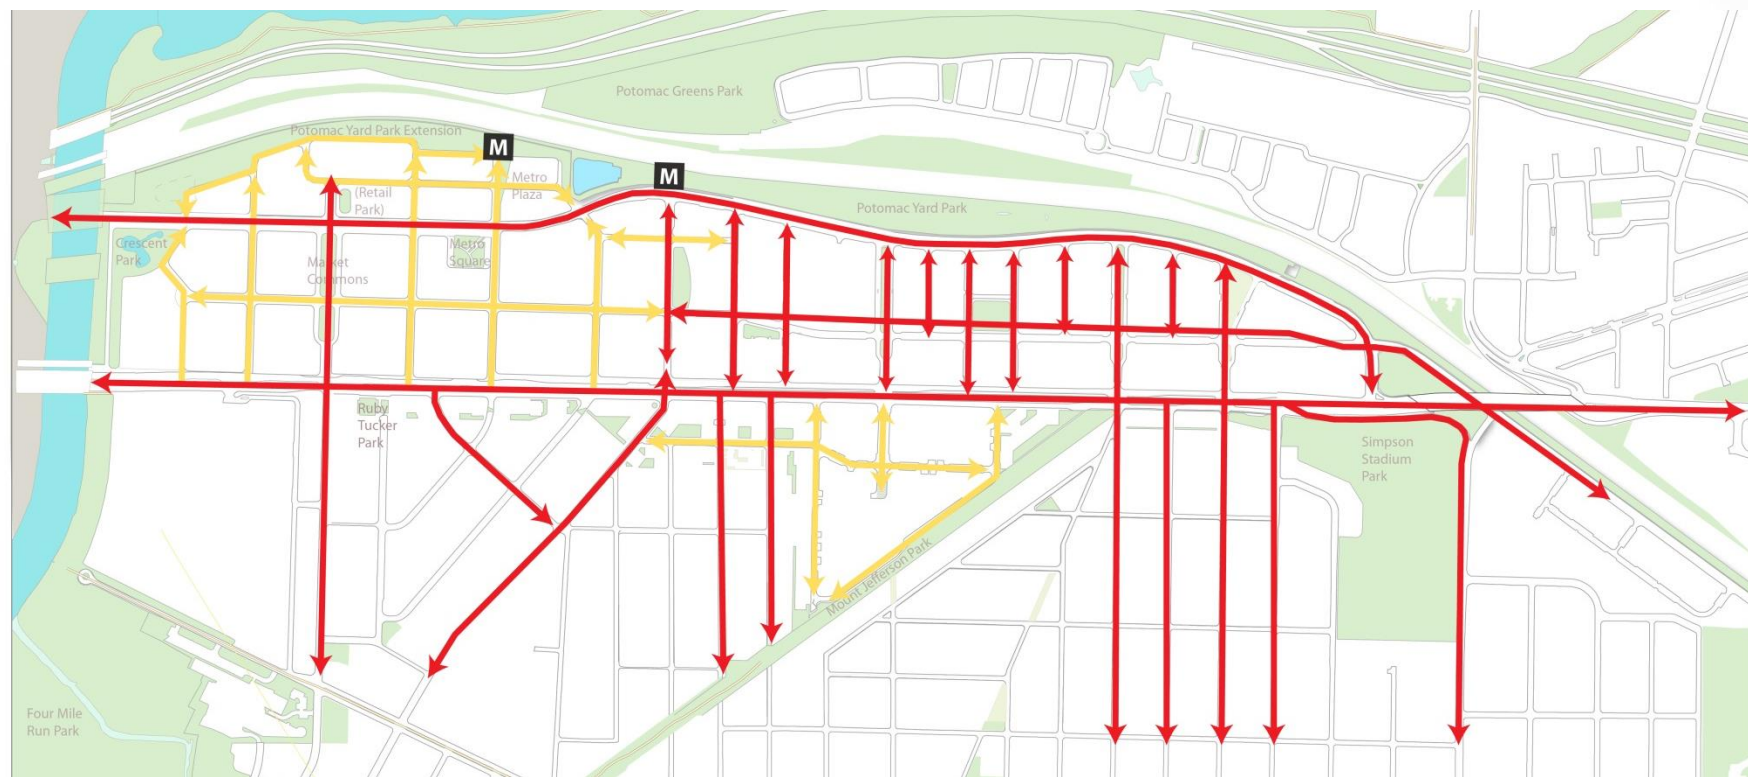 Potomac Greens Park
Potomac Yard Park Extension
M
M
Metro
Plaza
(Retail
Park)
Potomac Yard Park
Crescent
Park
Metro
Square
Market
Commons
Ruby
Tucker
Park
Simpson
Stadium
Park
Mount Jefferson Park
Four Mile
Run Park